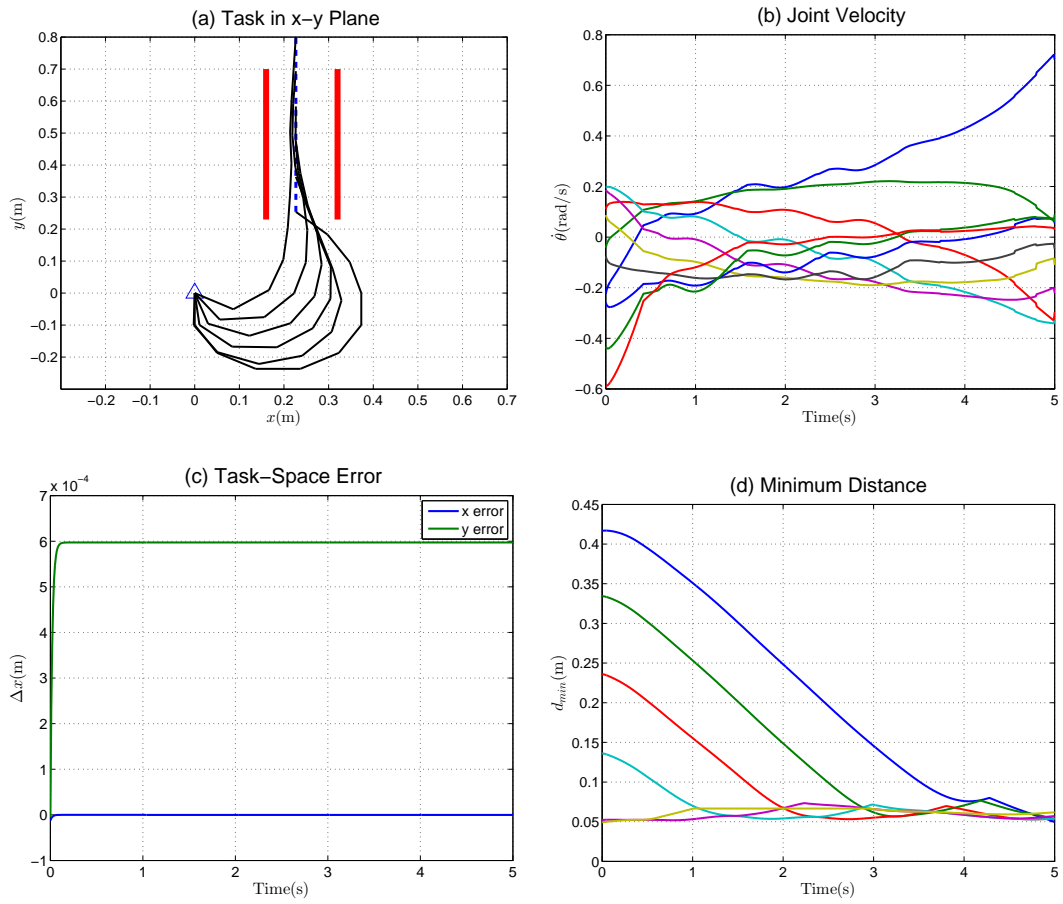 (a) Task in x−y Plane
0.8
0.7
0.6
0.5
0.4
0.3
0.2
0.1
0
−0.1
−0.2
y(m)
−0.2 −0.1 0 0.1 0.2 0.3 0.4 0.5 0.6 0.7
x(m)
(b) Joint Velocity
0.8
0.6
0.4
0.2
0
−0.2
−0.4
−0.6
θ̇(rad/s)
0 1 2 3 4 5
Time(s)
(c) Task−Space Error
x 10⁻⁴
7
6
5
4
3
2
1
0
−1
Δx(m)
x error
y error
0 1 2 3 4 5
Time(s)
(d) Minimum Distance
0.45
0.4
0.35
0.3
0.25
0.2
0.15
0.1
0.05
0
d_min(m)
0 1 2 3 4 5
Time(s)